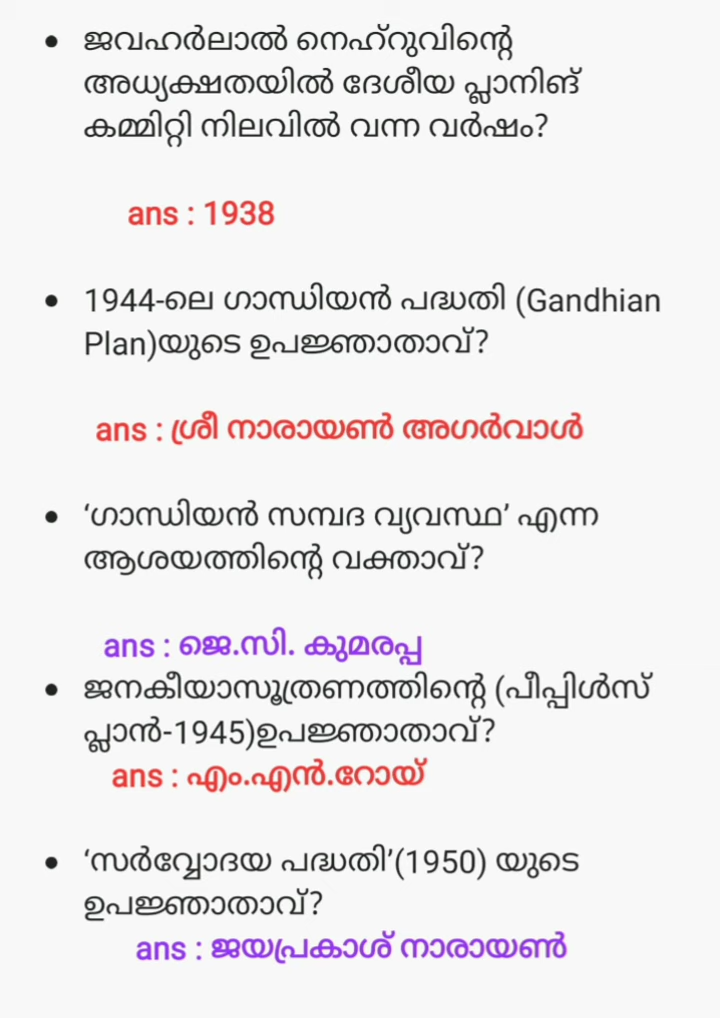 • ജവഹർലാൽ നെഹ്റുവിന്റെ
അധ്യക്ഷതയിൽ ദേശീയ പ്ലാനിങ്
കമ്മിറ്റി നിലവിൽ വന്ന വർഷം?
ans : 1938
• 1944-ലെ ഗാന്ധിയൻ പദ്ധതി (Gandhian
Plan)യുടെ ഉപജ്ഞാതാവ്?
ans : ശ്രീ നാരായൺ അഗർവാൾ
• ‘ഗാന്ധിയൻ സമ്പദ വ്യവസ്ഥ’ എന്ന
ആശയത്തിന്റെ വക്താവ്?
ans : ജെ.സി. കുമരപ്പ
• ജനകീയാസൂത്രണത്തിന്റെ (പീപ്പിൾസ്
പ്ലാൻ-1945)ഉപജ്ഞാതാവ്?
ans : എം.എൻ.റോയ്
• ‘സർവ്വോദയ പദ്ധതി’(1950) യുടെ
ഉപജ്ഞാതാവ്?
ans : ജയപ്രകാശ് നാരായൺ